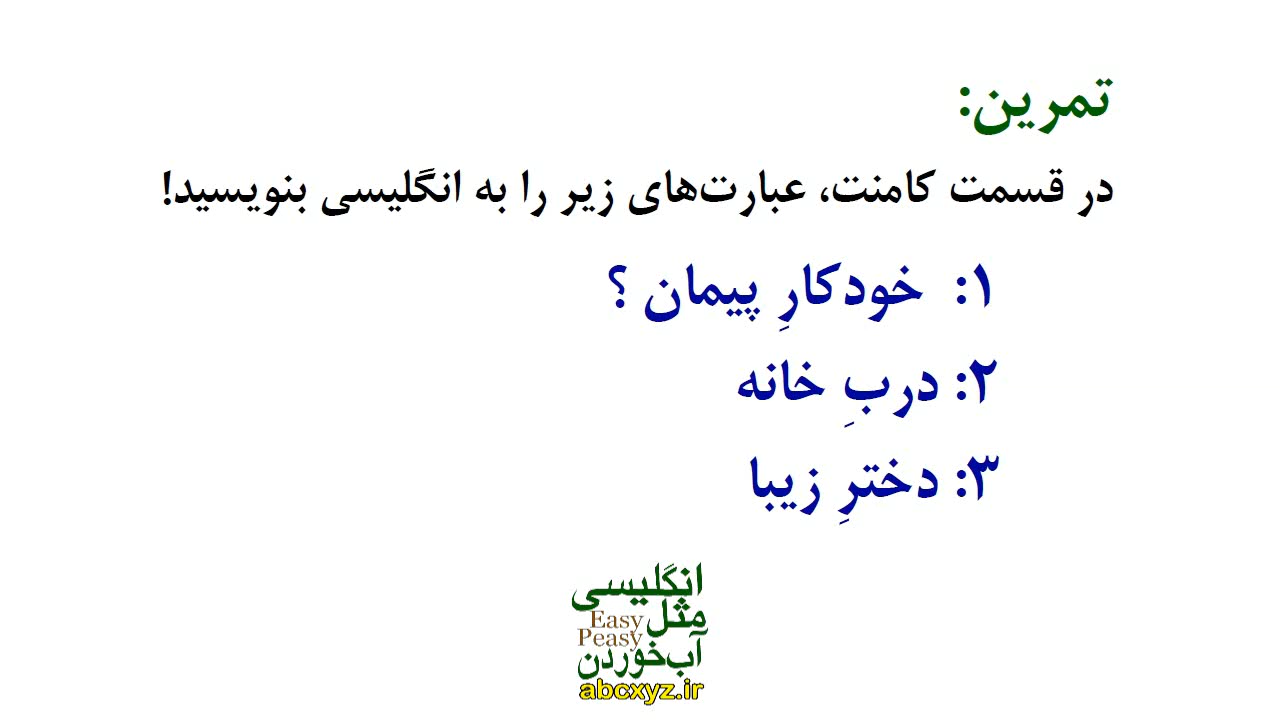 تمرین:
در قسمت کامنت، عبارت‌های زیر را به انگلیسی بنویسید!
۱: خودکارِ پیمان ؟
۲: دربِ خانه
۳: دخترِ زیبا
انگلیسی
مثل
Easy
Peasy
آب‌خوردن
abcxyz.ir